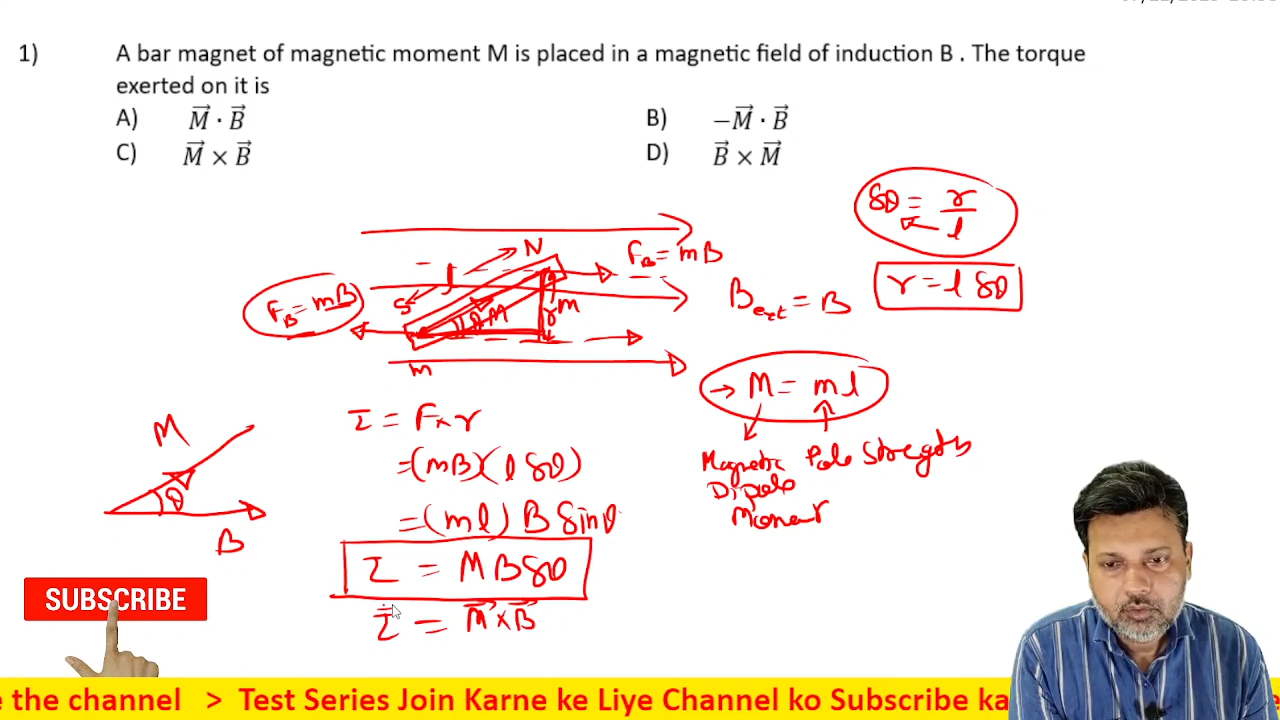 1) A bar magnet of magnetic moment M is placed in a magnetic field of induction B . The torque
exerted on it is
A) M⃗ · B⃗ B) −M⃗ · B⃗
C) M⃗ × B⃗ D) B⃗ × M⃗
Sθ = r/l
r = l Sθ
N
l
S
F_B = mB
F_B = mB
θ M
r m
m
B_ext = B
→ M = ml
Magnetic
Dipole
Moment
Pole Strength
τ = F×r
= (mB)(l Sθ)
= (ml) B Sinθ
τ = M B Sθ
τ⃗ = M⃗ × B⃗
M
θ
B
SUBSCRIBE
e the channel > Test Series Join Karne ke Liye Channel ko Subscribe ka